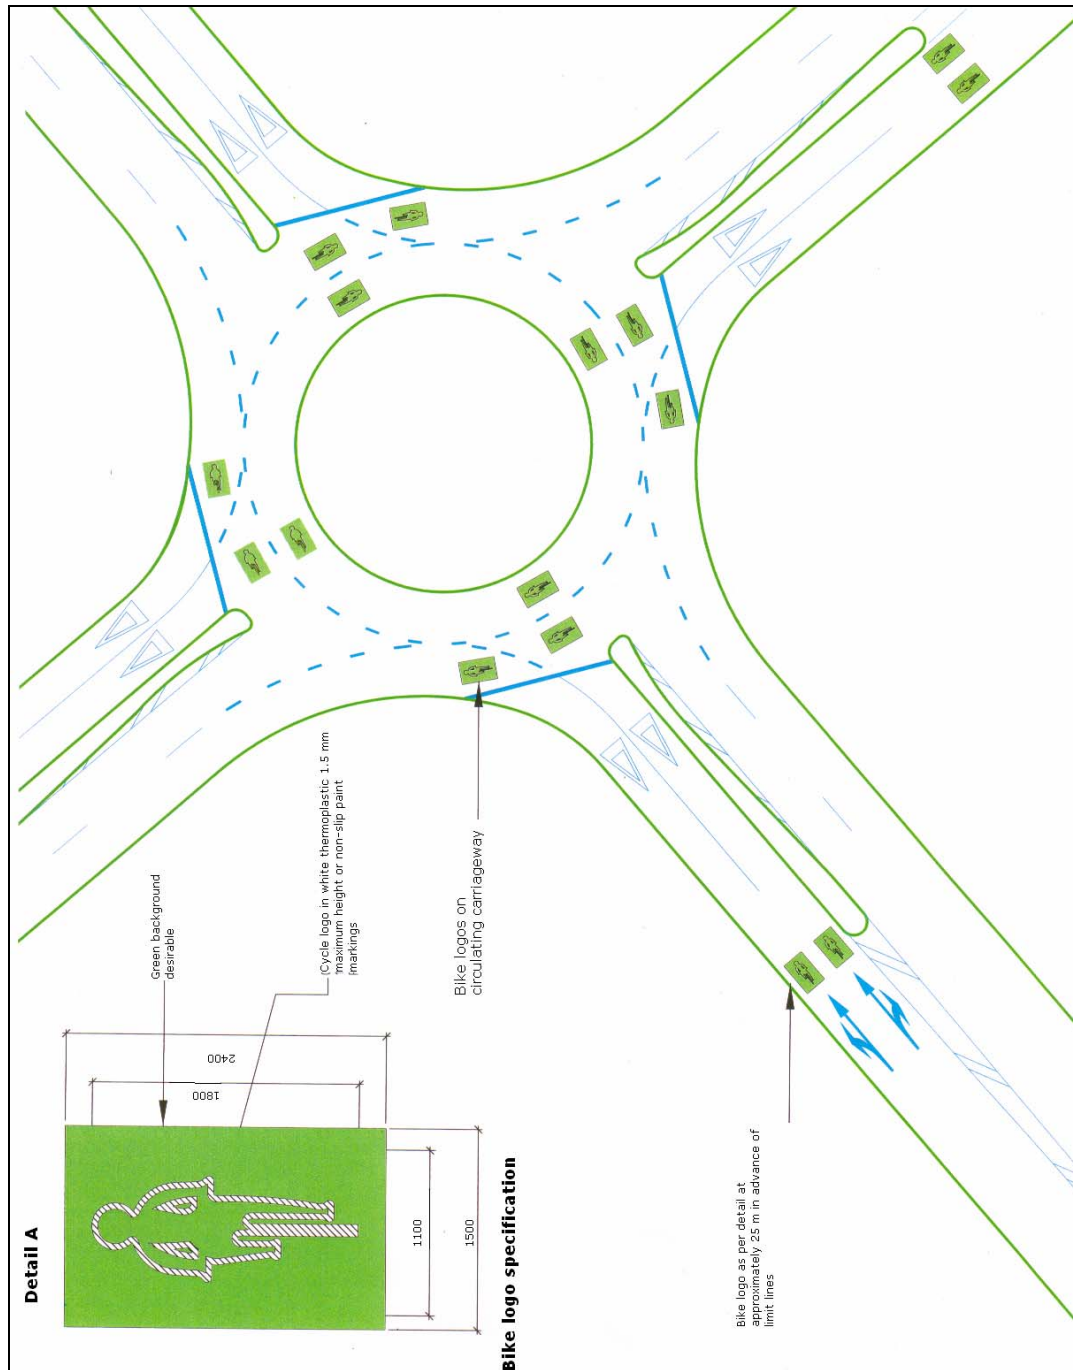 Detail A
Green background
desirable
Cycle logo in white thermoplastic 1.5 mm
maximum height or non-slip paint
markings
2400
1800
1100
1500
Bike logo specification
Bike logos on
circulating carriageway
Bike logo as per detail at
approximately 25 m in advance of
limit lines